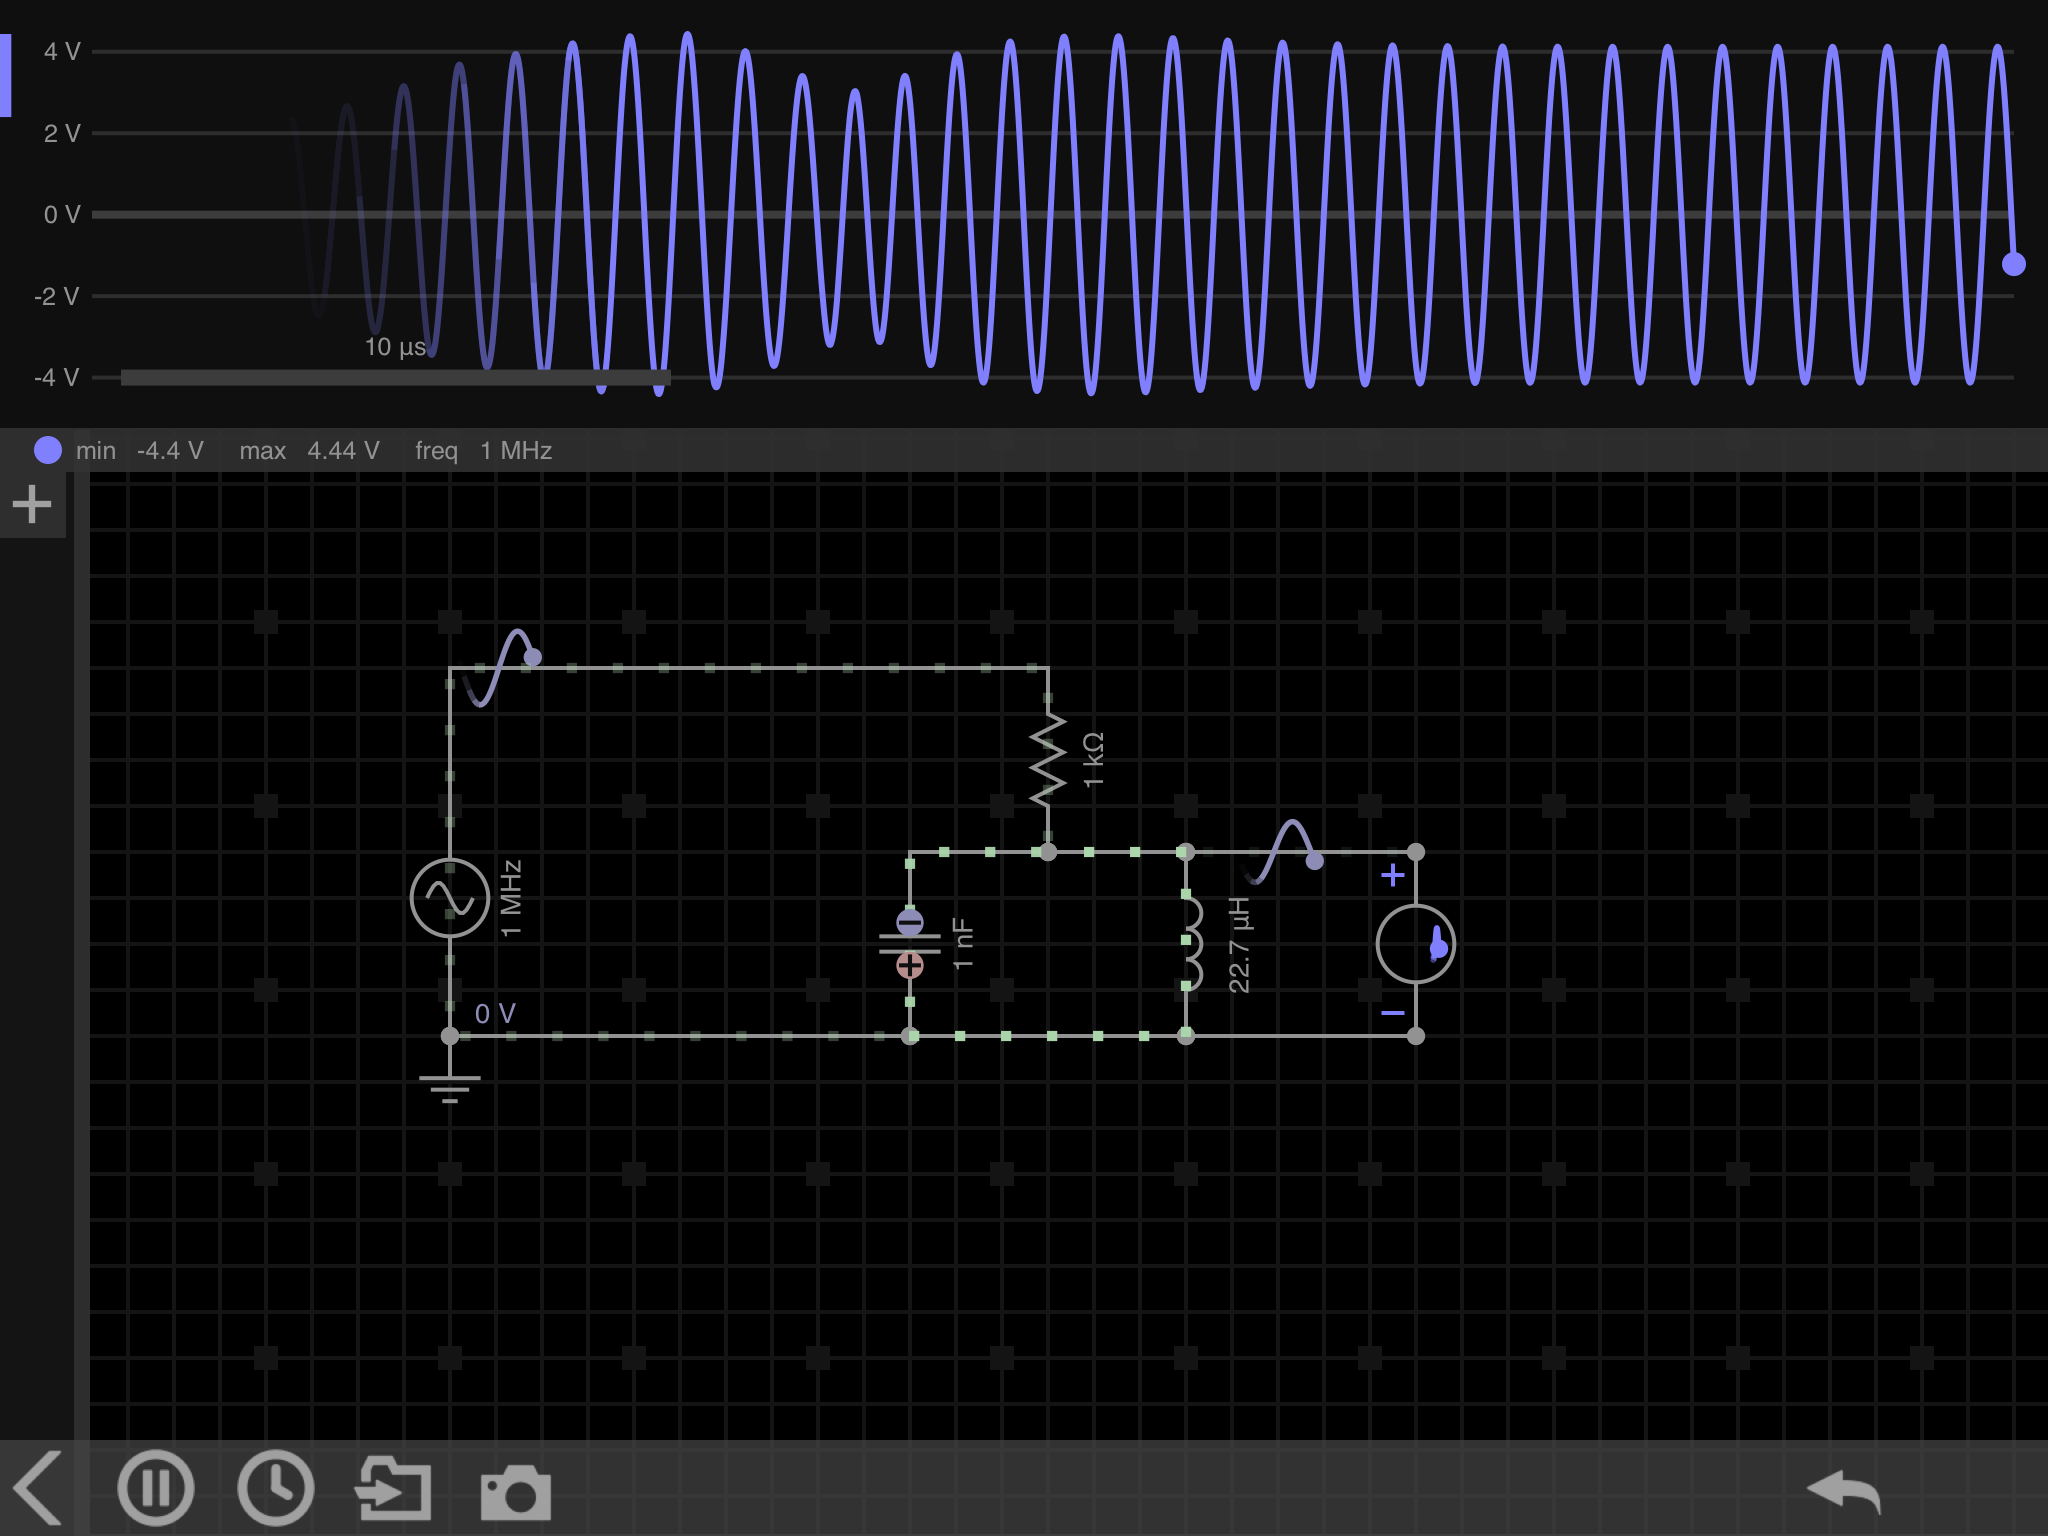 4 V
2 V
0 V
-2 V
10 µs
-4 V
min -4.4 V max 4.44 V freq 1 MHz
1 kΩ
1 MHz
1 nF
22.7 µH
0 V